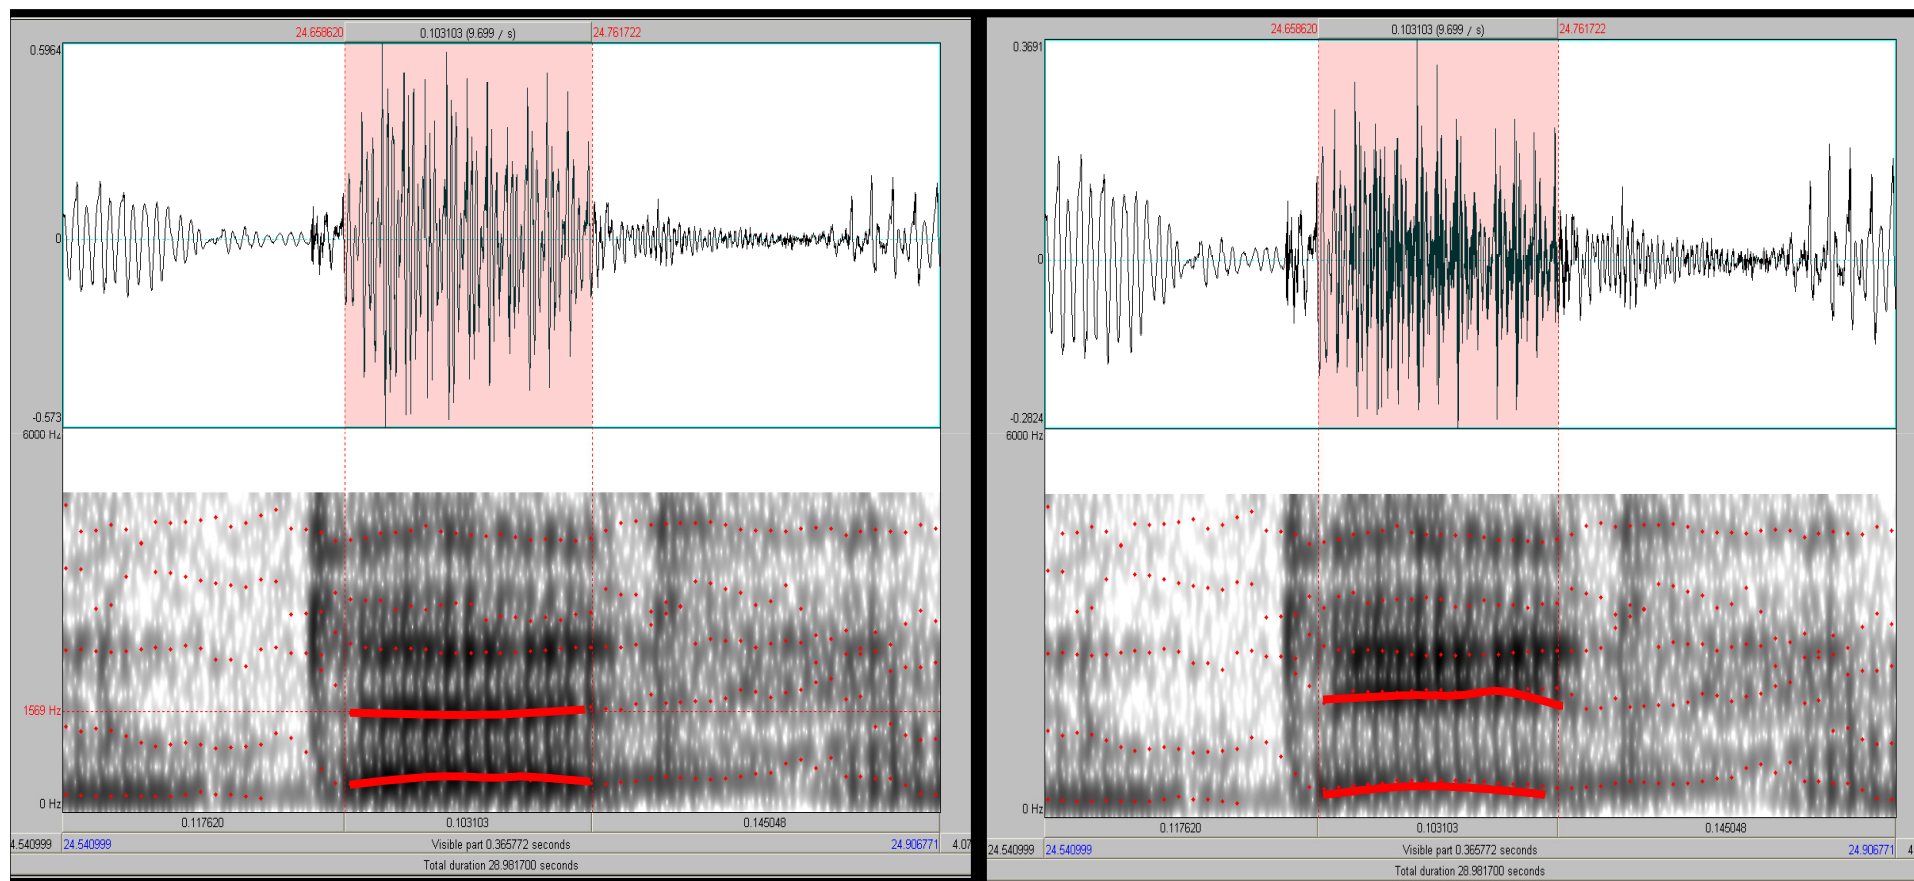 24.658620 0.103103 (9.699 / s) 24.761722
0.5964
0
-0.573
6000 Hz
1569 Hz
0 Hz
0.117620 0.103103 0.145048
4.540999 24.540999 Visible part 0.365772 seconds 24.906771 4.07
Total duration 28.981700 seconds
24.658620 0.103103 (9.699 / s) 24.761722
0.3691
0
-0.2824
6000 Hz
0 Hz
0.117620 0.103103 0.145048
24.540999 24.540999 Visible part 0.365772 seconds 24.906771 4
Total duration 28.981700 seconds